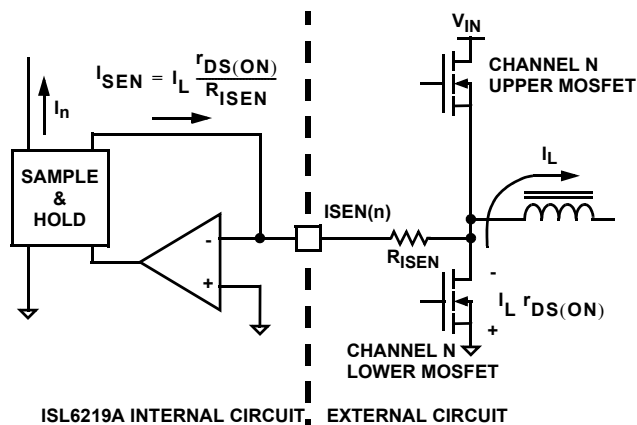 V_IN
CHANNEL N
UPPER MOSFET
I_SEN = I_L r_DS(ON)/R_ISEN
I_n
SAMPLE
&
HOLD
I_L
ISEN(n)
-
+
R_ISEN
-
I_L r_DS(ON)
+
CHANNEL N
LOWER MOSFET
ISL6219A INTERNAL CIRCUIT
EXTERNAL CIRCUIT